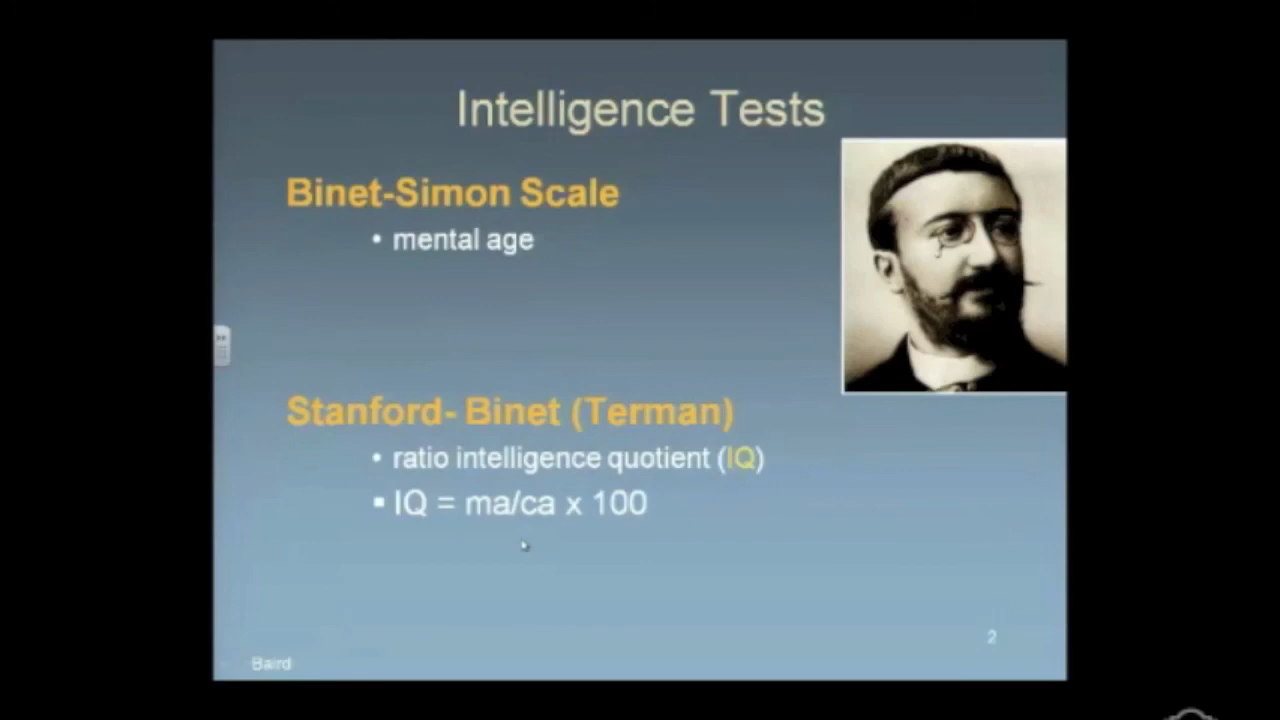 Intelligence Tests
Binet-Simon Scale
• mental age
Stanford- Binet (Terman)
• ratio intelligence quotient (IQ)
▪ IQ = ma/ca x 100
2
Baird